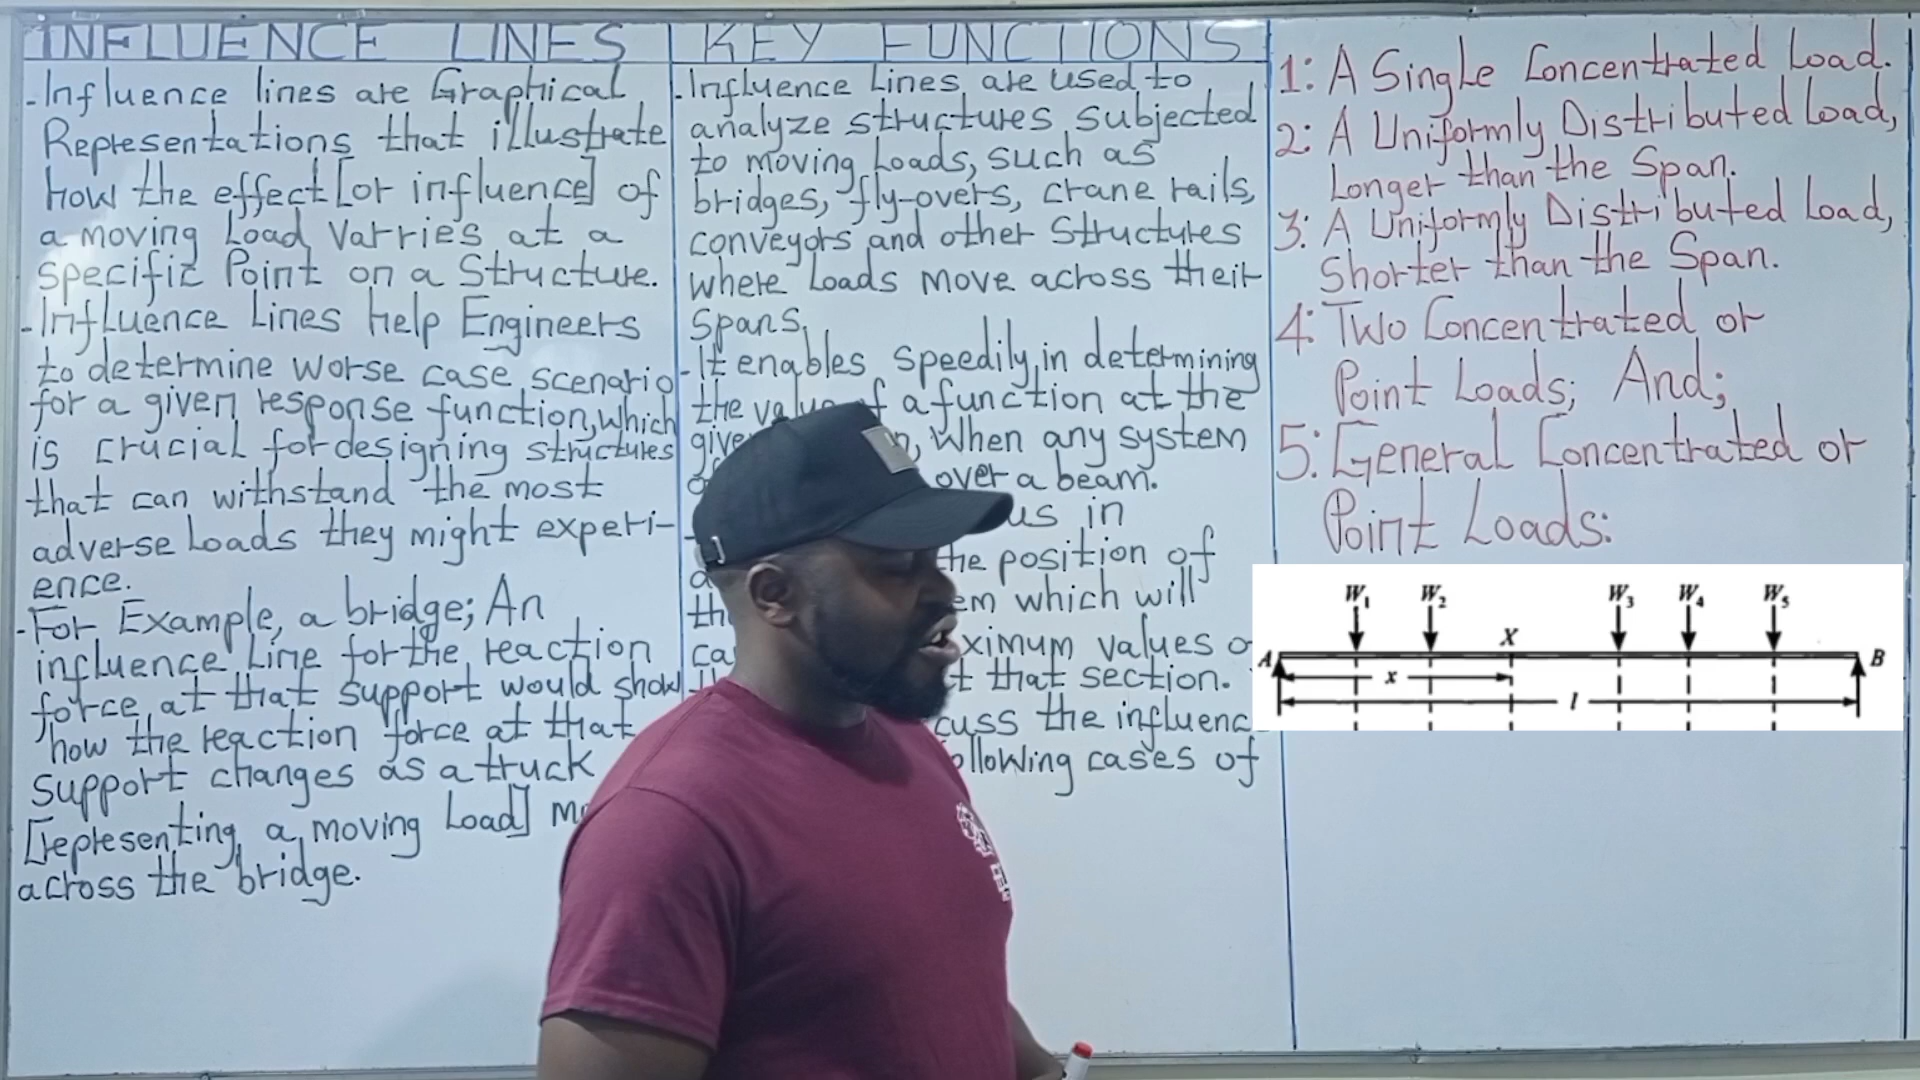 INFLUENCE LINES
-Influence lines are Graphical
Representations that illustrate
how the effect [or influence] of
a moving Load varries at a
specific Point on a Structure.
-Influence Lines help Engineers
to determine worse case scenario
for a given response function, which
is crucial for designing structures
that can withstand the most
adverse Loads they might experi-
ence.
-For Example, a bridge; An
influence Line for the reaction
force at that support would show
how the reaction force at that
support changes as a truck
[representing a moving Load]
across the bridge.
KEY FUNCTIONS
-Influence Lines are used to
analyze structures subjected
to moving Loads, such as
bridges, fly-overs, crane rails,
conveyors and other structures
where Loads move across their
Spans.
-It enables speedily, in determining
the value of a function at the
When any system
over a beam.
us in
the position of
which will
values
that section.
the
cases of
1: A Single Concentrated Load.
2: A Uniformly Distributed Load,
Longer than the Span.
3: A Uniformly Distributed Load,
Shorter than the Span.
4: Two Concentrated or
Point Loads; And;
5: General Concentrated or
Point Loads:
W1 W2 W3 W4 W5
X
A B
x
l